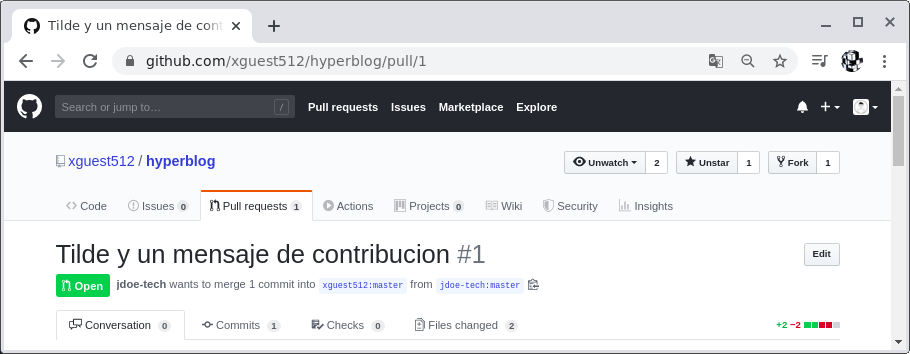 Tilde y un mensaje de cont
github.com/xguest512/hyperblog/pull/1
Search or jump to… / Pull requests Issues Marketplace Explore
xguest512 / hyperblog Unwatch 2 Unstar 1 Fork 1
Code Issues 0 Pull requests 1 Actions Projects 0 Wiki Security Insights
Tilde y un mensaje de contribucion #1 Edit
Open jdoe-tech wants to merge 1 commit into xguest512:master from jdoe-tech:master
Conversation 0 Commits 1 Checks 0 Files changed 2 +2 −2